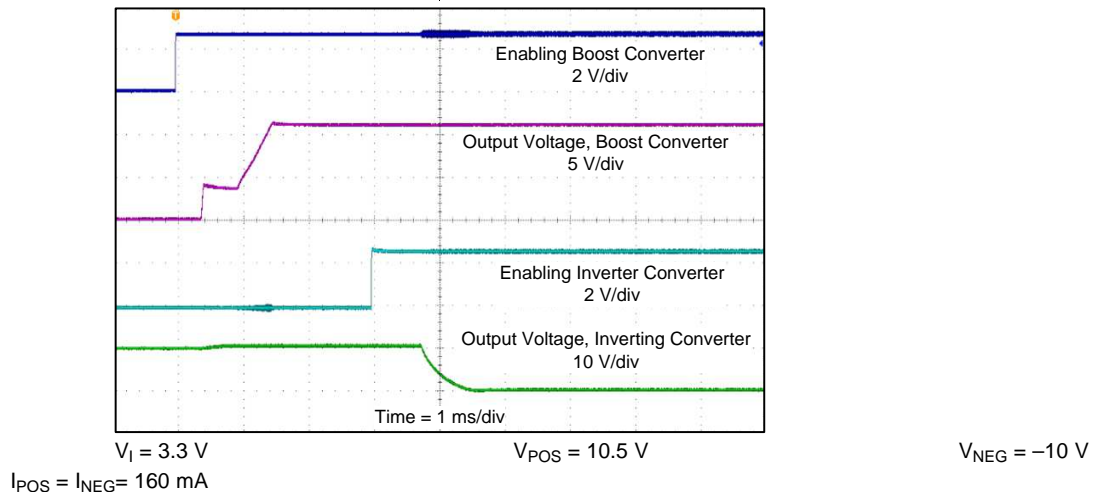 T
Enabling Boost Converter
2 V/div
Output Voltage, Boost Converter
5 V/div
Enabling Inverter Converter
2 V/div
Output Voltage, Inverting Converter
10 V/div
Time = 1 ms/div
VI = 3.3 V VPOS = 10.5 V VNEG = –10 V
IPOS = INEG= 160 mA